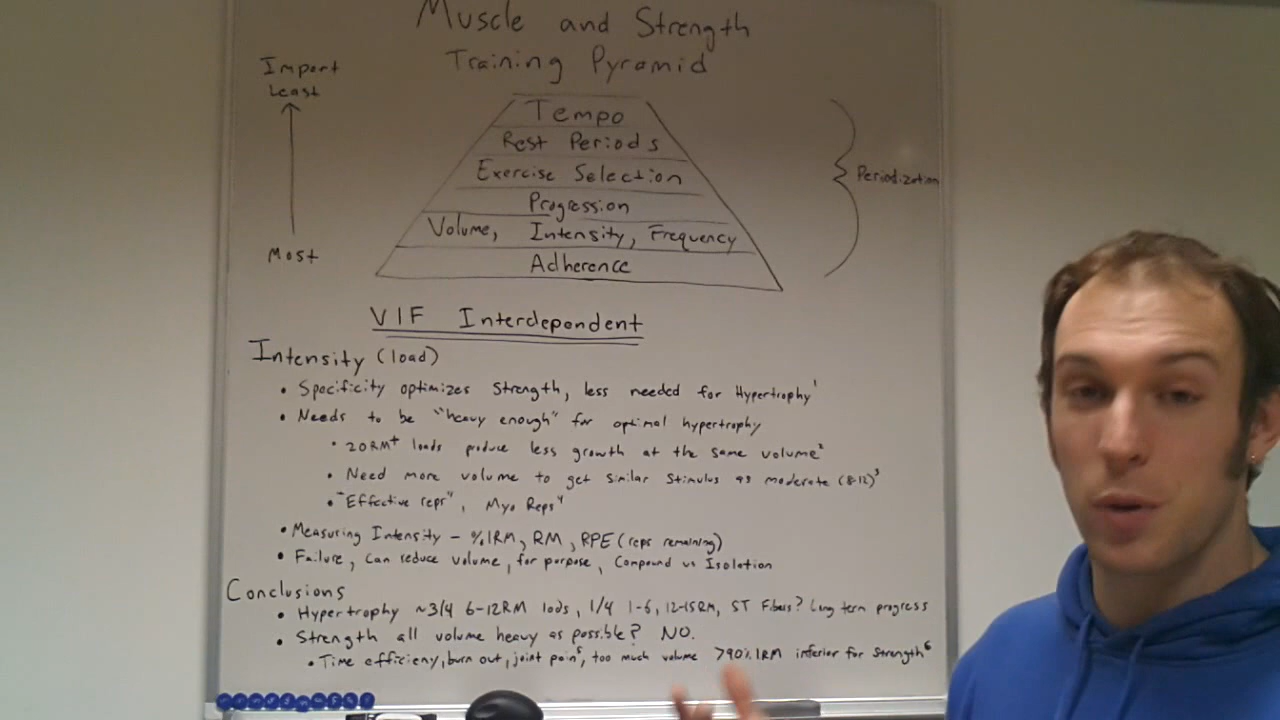 Muscle and Strength
Training Pyramid
Import
Least
Most
Tempo
Rest Periods
Exercise Selection
Progression
Volume, Intensity, Frequency
Adherence
Periodization
VIF Interdependent
Intensity (load)
• Specificity optimizes Strength, less needed for Hypertrophy¹
• Needs to be "heavy enough" for optimal hypertrophy
• 20RM+ loads produce less growth at the same volume²
• Need more volume to get similar Stimulus as moderate (8-12)³
• "Effective reps", Myo Reps⁴
• Measuring Intensity - %1RM, RM, RPE (reps remaining)
• Failure, can reduce volume, for purpose, Compound vs Isolation
Conclusions
• Hypertrophy ~3/4 6-12RM lods, 1/4 1-6, 12-15RM, ST Fibers? Long term progress
• Strength all volume heavy as possible? NO.
• Time efficieny, burn out, joint pain⁵, too much volume >90%1RM inferior for Strength⁶